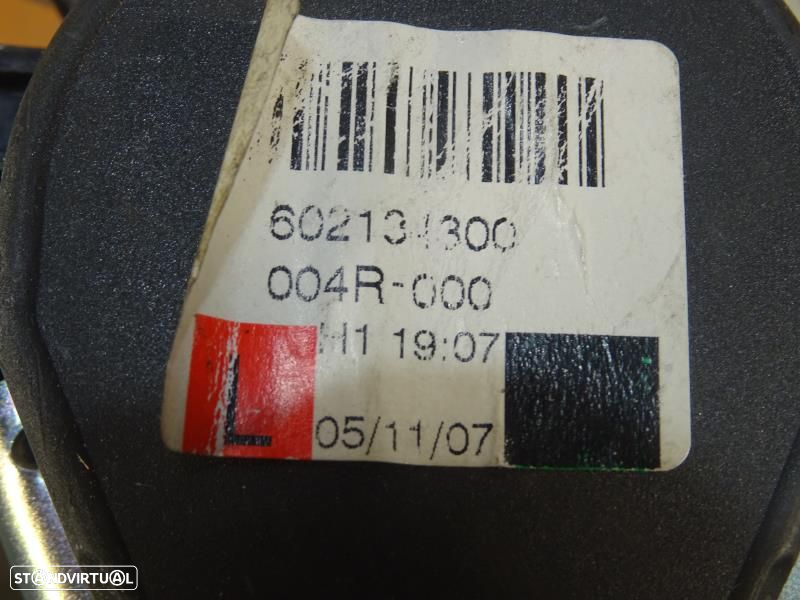 602134300
004R-000
H1 19:07
L
05/11/07
STANDVIRTUAL